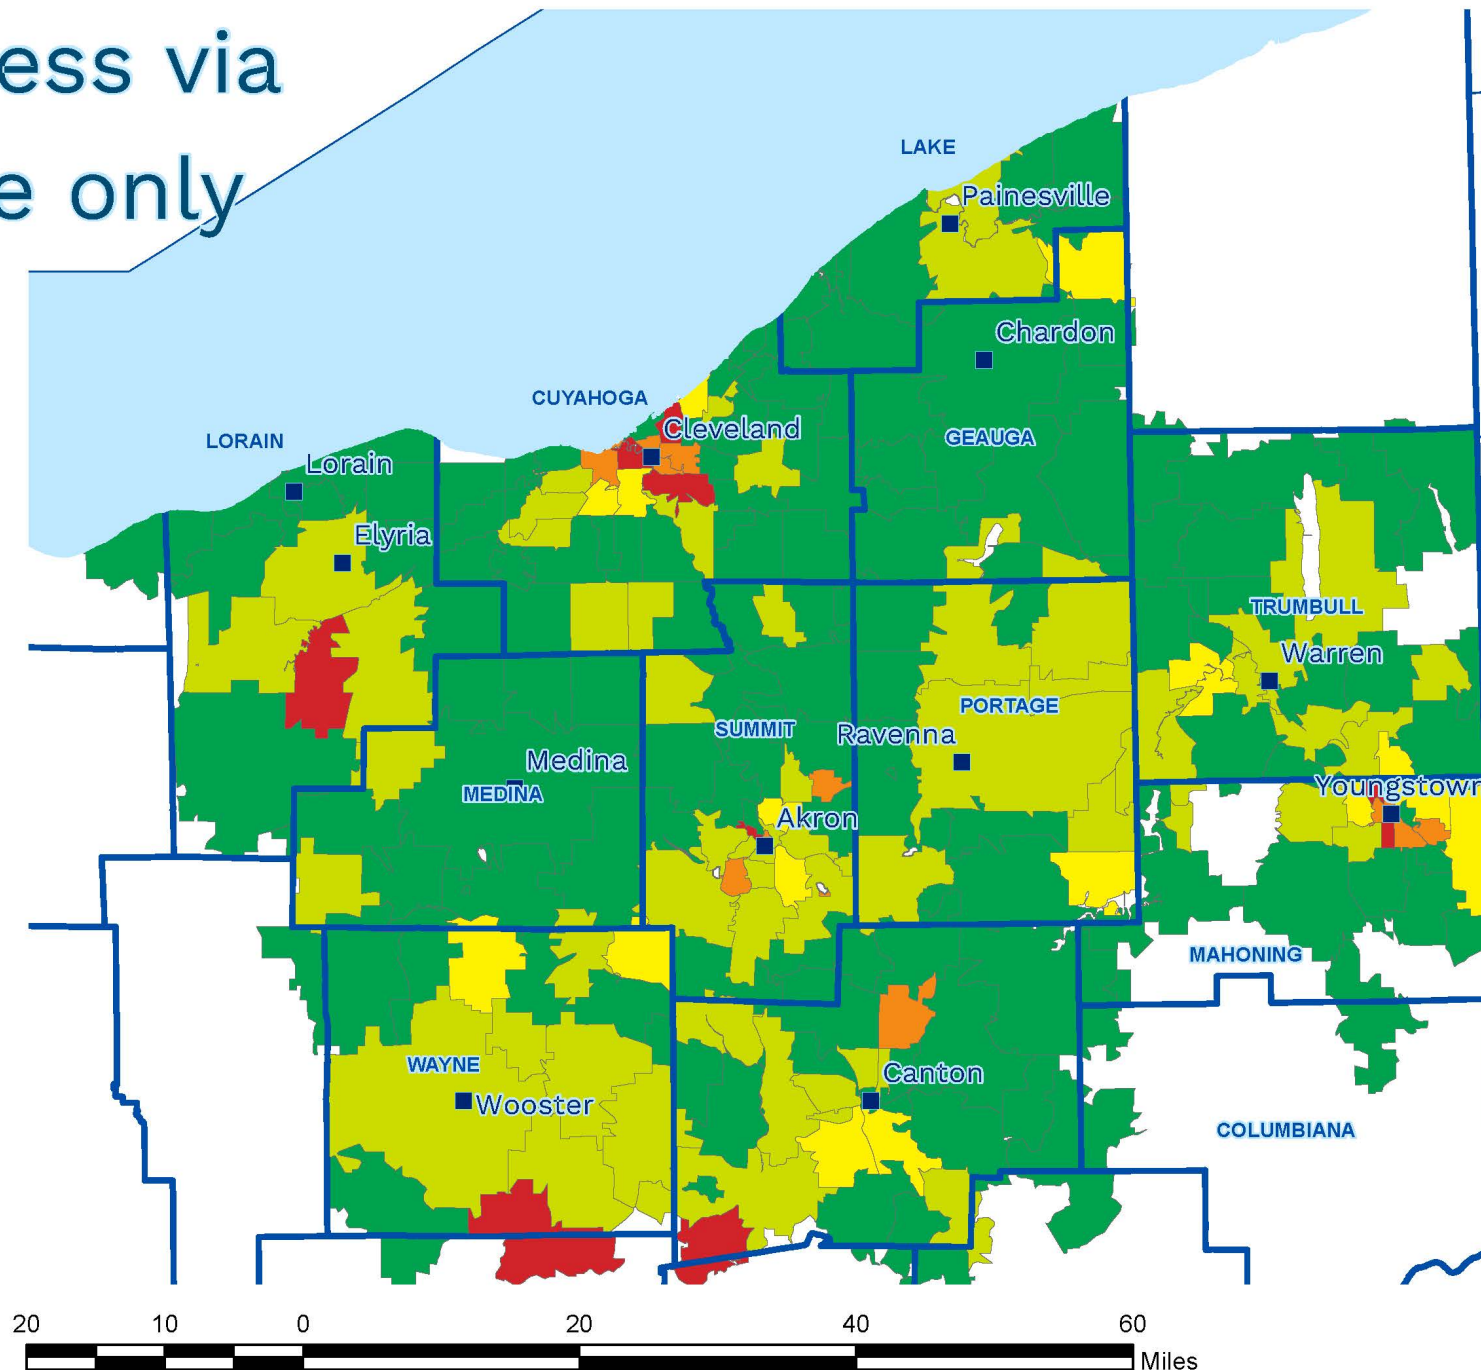 ess via
e only
LAKE
Painesville
Chardon
CUYAHOGA
Cleveland
LORAIN
GEAUGA
Lorain
Elyria
TRUMBULL
Warren
PORTAGE
SUMMIT
Ravenna
Medina
MEDINA
Youngstown
Akron
MAHONING
WAYNE
Canton
Wooster
COLUMBIANA
20 10 0 20 40 60
Miles